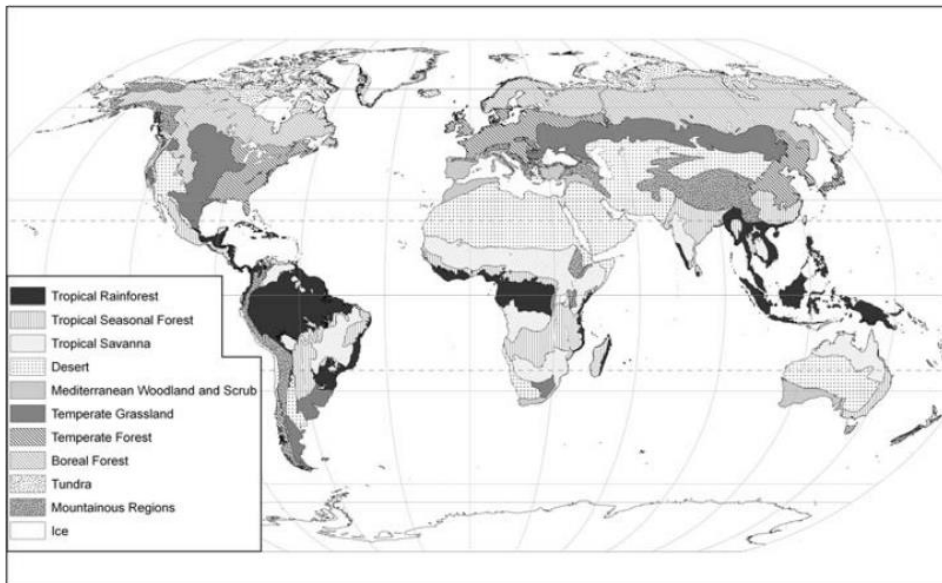 Tropical Rainforest
Tropical Seasonal Forest
Tropical Savanna
Desert
Mediterranean Woodland and Scrub
Temperate Grassland
Temperate Forest
Boreal Forest
Tundra
Mountainous Regions
Ice